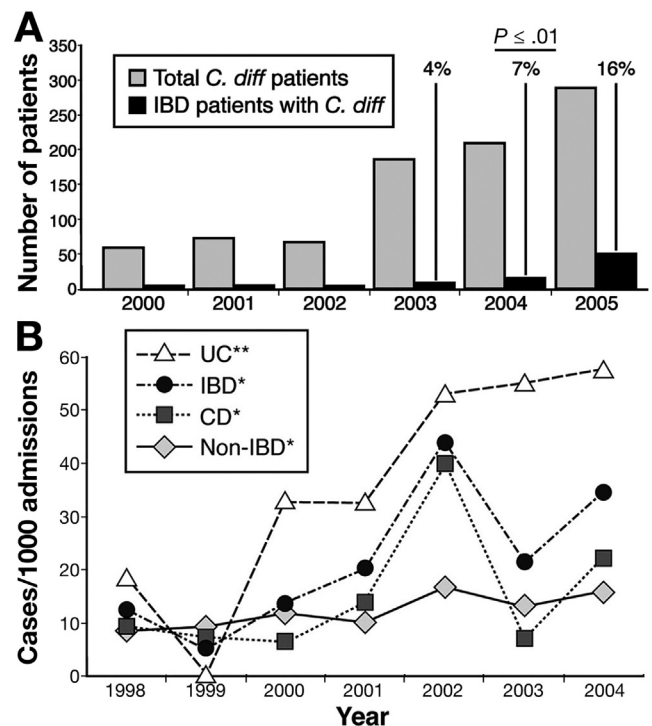 A
P ≤ .01
350
300
250
200
150
100
50
0
Number of patients
Total C. diff patients
IBD patients with C. diff
4%
7%
16%
2000
2001
2002
2003
2004
2005
B
60
50
40
30
20
10
0
Cases/1000 admissions
UC**
IBD*
CD*
Non-IBD*
1998
1999
2000
2001
2002
2003
2004
Year